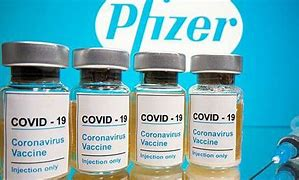 Pfizer
COVID - 19
Coronavirus
Vaccine
Injection only
COVID - 19
Coronavirus
Vaccine
Injection only
COVID - 19
Coronavirus
Vaccine
Injection only
COVID - 19
Coronavirus
Vaccine
Injection only